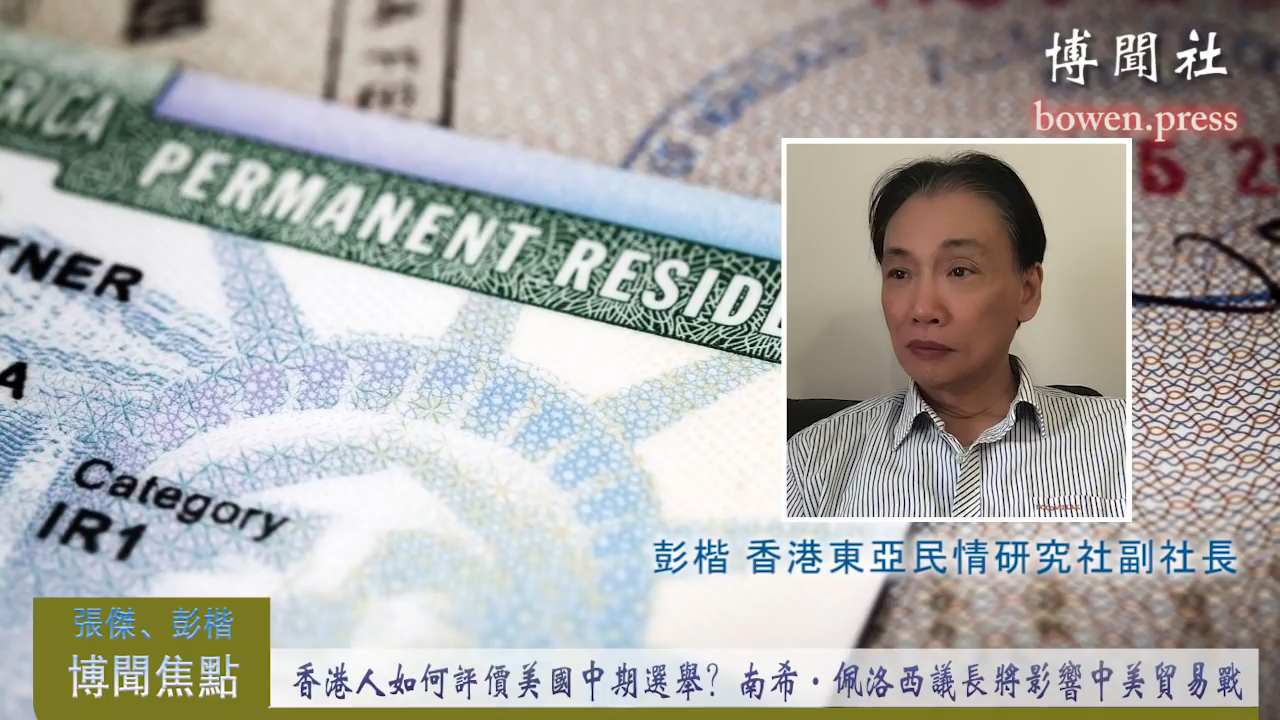 博聞社
bowen.press
ERICA
PERMANENT RESIDE
TNER
A
Category
IR1
彭楷 香港東亞民情研究社副社長
張傑、彭楷
博聞焦點
香港人如何評價美國中期選舉? 南希·佩洛西議長將影響中美貿易戰